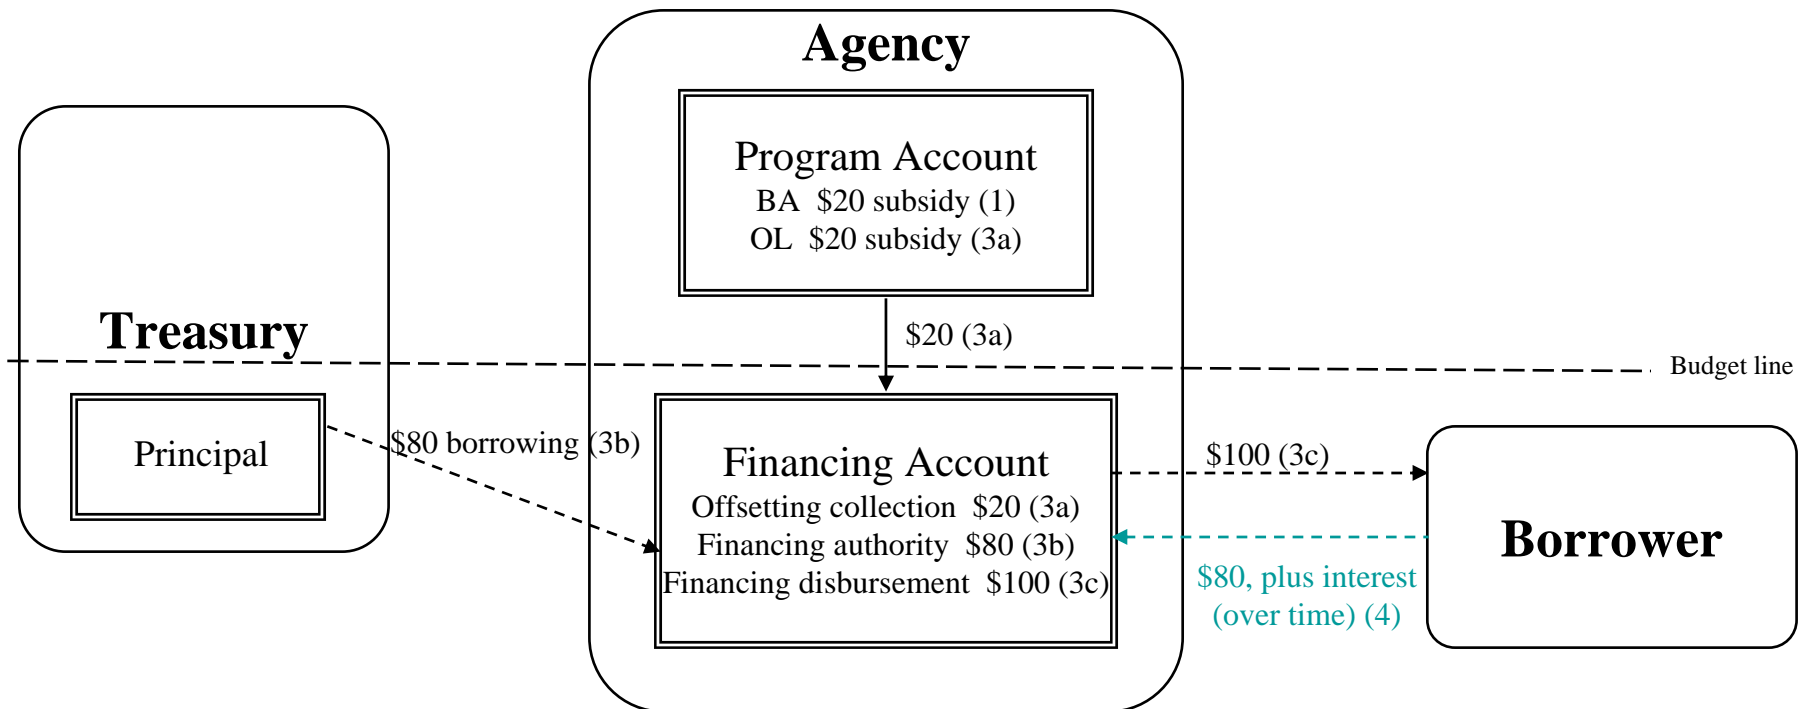 Agency
Program Account
BA $20 subsidy (1)
OL $20 subsidy (3a)
Treasury
$20 (3a)
Budget line
Principal
$80 borrowing (3b)
Financing Account
Offsetting collection $20 (3a)
Financing authority $80 (3b)
Financing disbursement $100 (3c)
$100 (3c)
Borrower
$80, plus interest
(over time) (4)